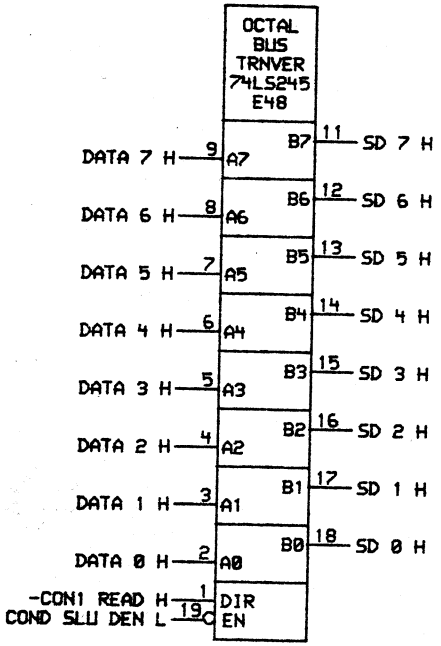 OCTAL
BUS
TRNVER
74LS245
E48
B7 11 SD 7 H
DATA 7 H 9 A7
B6 12 SD 6 H
DATA 6 H 8 A6
B5 13 SD 5 H
DATA 5 H 7 A5
B4 14 SD 4 H
DATA 4 H 6 A4
B3 15 SD 3 H
DATA 3 H 5 A3
B2 16 SD 2 H
DATA 2 H 4 A2
B1 17 SD 1 H
DATA 1 H 3 A1
B0 18 SD 0 H
DATA 0 H 2 A0
-CON1 READ H 1 DIR
COND SLU DEN L 19 EN